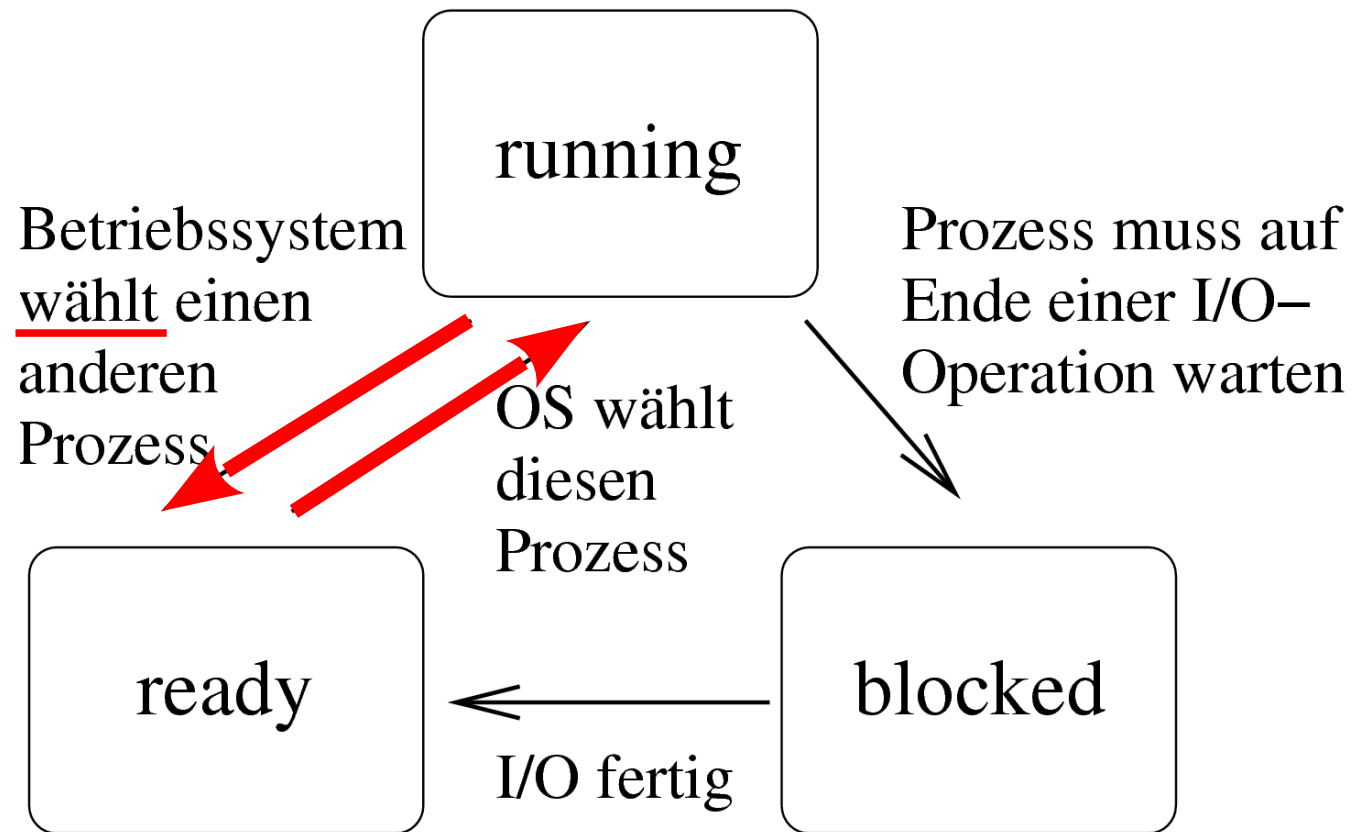 running
Betriebssystem
wählt einen
anderen
Prozess
Prozess muss auf
Ende einer I/O–
Operation warten
OS wählt
diesen
Prozess
ready
blocked
I/O fertig